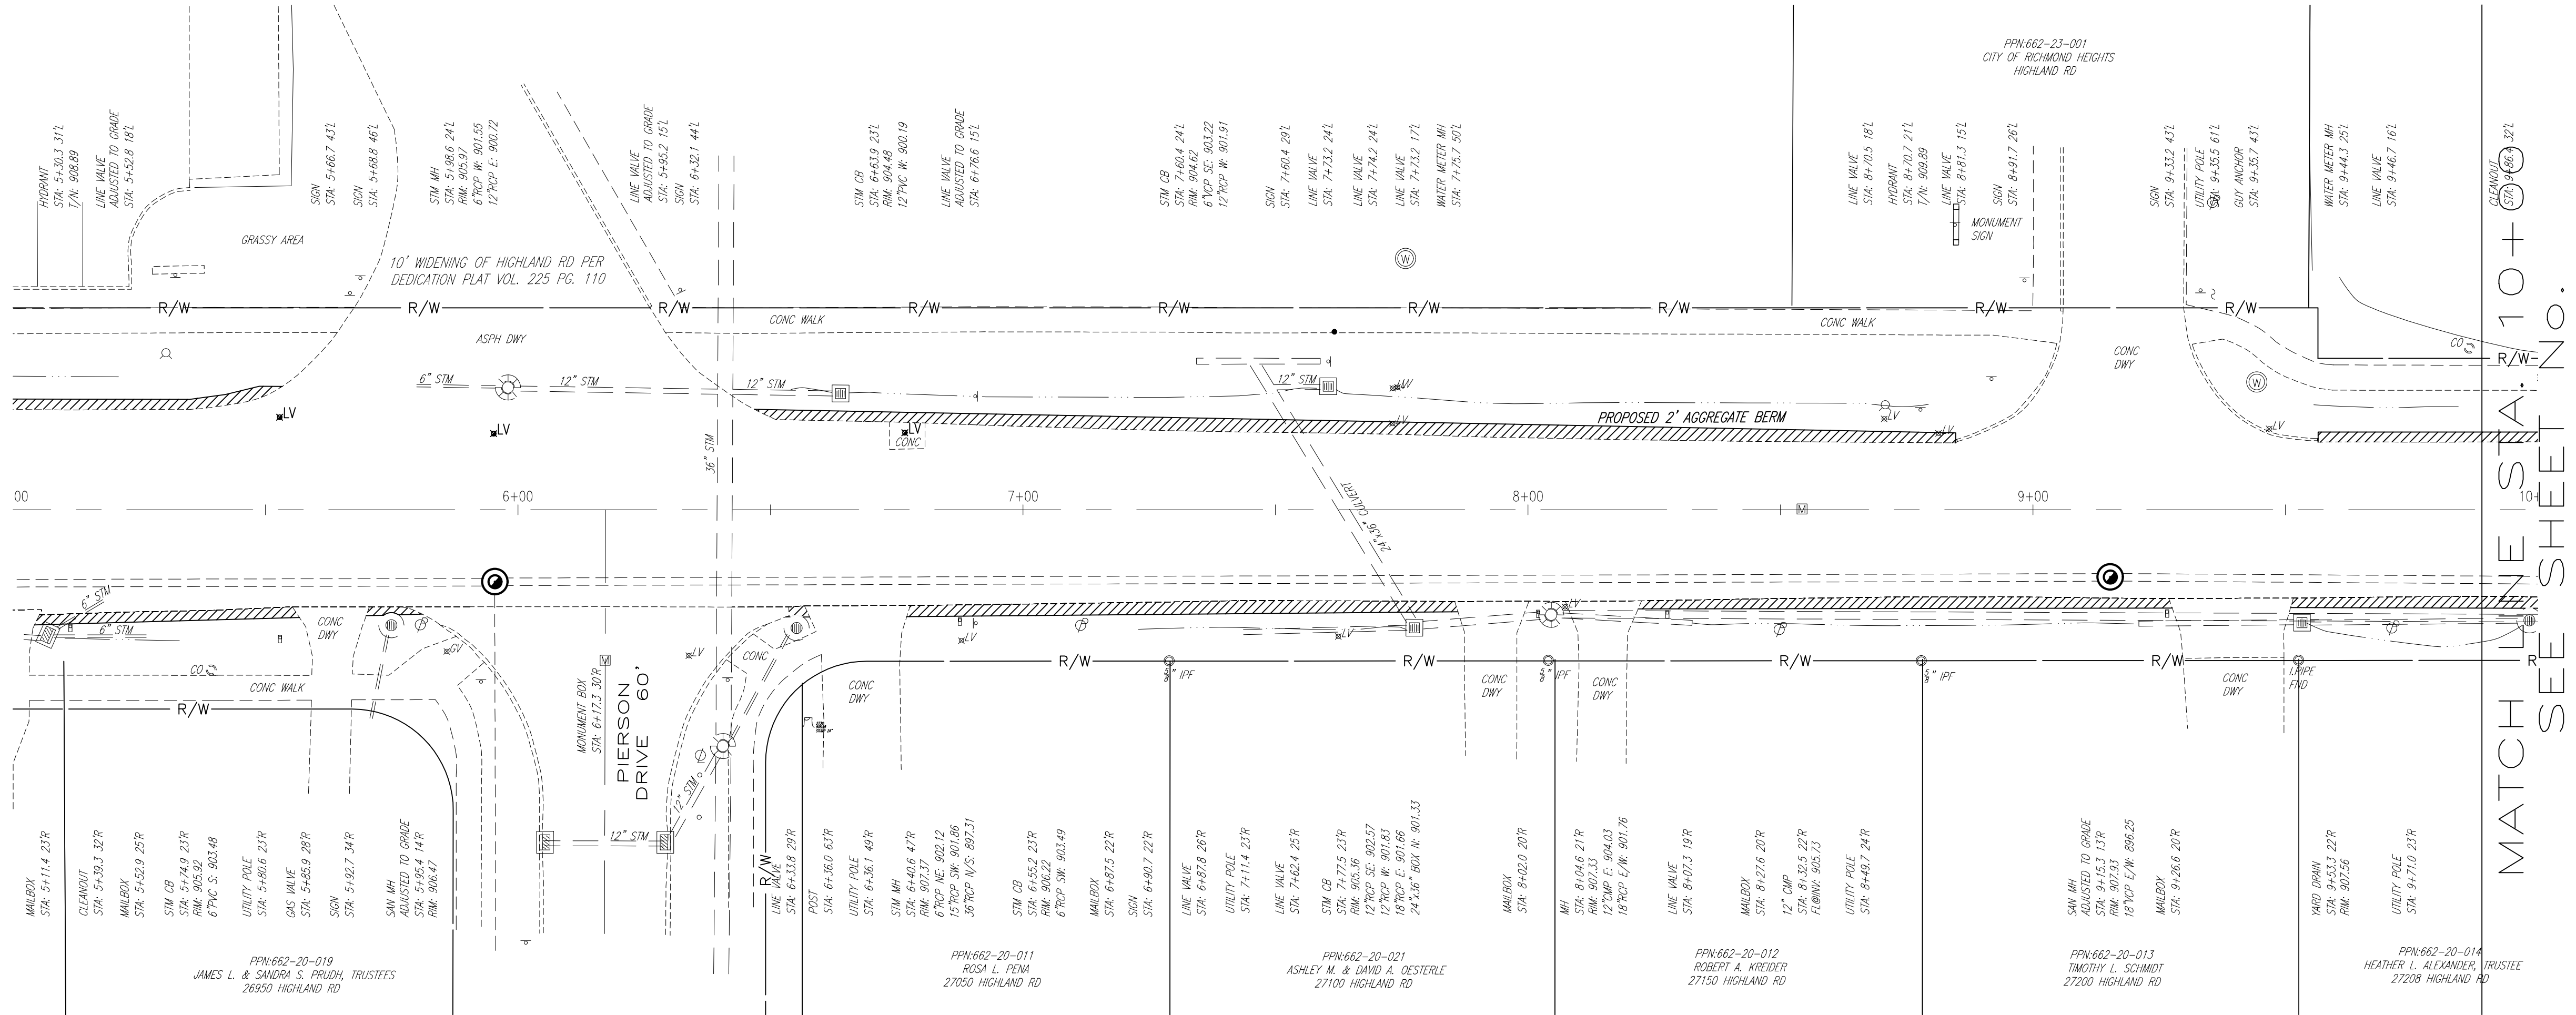 PPN:662-23-001
CITY OF RICHMOND HEIGHTS
HIGHLAND RD
HYDRANT
STA: 5+30.3 31'L
T/N: 908.89
LINE VALVE
ADJUSTED TO GRADE
STA: 5+52.8 18'L
SIGN
STA: 5+66.7 43'L
SIGN
STA: 5+68.8 46'L
STM MH
STA: 5+98.6 24'L
RIM: 905.97
6"RCP W: 901.55
12"RCP E: 900.72
LINE VALVE
ADJUSTED TO GRADE
STA: 5+95.2 15'L
SIGN
STA: 6+32.1 44'L
STM CB
STA: 6+63.9 23'L
RIM: 904.48
12"PVC W: 900.19
LINE VALVE
ADJUSTED TO GRADE
STA: 6+76.6 15'L
STM CB
STA: 7+60.4 24'L
RIM: 904.62
6"VCP SE: 903.22
12"RCP W: 901.91
SIGN
STA: 7+60.4 29'L
LINE VALVE
STA: 7+73.2 24'L
LINE VALVE
STA: 7+74.2 24'L
LINE VALVE
STA: 7+73.2 17'L
WATER METER MH
STA: 7+75.7 50'L
LINE VALVE
STA: 8+70.5 18'L
HYDRANT
STA: 8+70.7 21'L
T/N: 909.89
LINE VALVE
STA: 8+81.3 15'L
SIGN
STA: 8+91.7 26'L
SIGN
STA: 9+33.2 43'L
UTILITY POLE
STA: 9+35.5 61'L
GUY ANCHOR
STA: 9+35.7 43'L
WATER METER MH
STA: 9+44.3 25'L
LINE VALVE
STA: 9+46.7 16'L
CLEANOUT
STA: 9+86.4 32'L
MONUMENT
SIGN
GRASSY AREA
10' WIDENING OF HIGHLAND RD PER
DEDICATION PLAT VOL. 225 PG. 110
W
R/W R/W R/W R/W R/W R/W R/W R/W R/W
CONC WALK
CONC WALK
ASPH DWY
CONC
DWY
CO
R/W
W
6" STM
12" STM
12" STM
12" STM
LV
LV
LV
LV
LV
LV
LV
LV
LV
CONC
PROPOSED 2' AGGREGATE BERM
36" STM
24"x36" CULVERT
00
6+00
7+00
8+00
9+00
10+
M
MATCH LINE STA. 10+00
SEE SHEET NO.
6" STM
6" STM
CONC
DWY
GV
CO
CONC WALK
R/W
M
MONUMENT BOX
STA: 6+17.3 30'R
PIERSON
DRIVE 60'
LV
CONC
12" STM
12" STM
R/W
LV
LV
LV
CONC
DWY
R/W
R/W
R/W
R/W
R
5/8" IPF
5/8" IPF
5/8" IPF
I.PIPE
FND
CONC
DWY
CONC
DWY
CONC
DWY
MAILBOX
STA: 5+11.4 23'R
CLEANOUT
STA: 5+39.3 32'R
MAILBOX
STA: 5+52.9 25'R
STM CB
STA: 5+74.9 23'R
RIM: 905.92
6"PVC S: 903.48
UTILITY POLE
STA: 5+80.6 23'R
GAS VALVE
STA: 5+85.9 28'R
SIGN
STA: 5+92.7 34'R
SAN MH
ADJUSTED TO GRADE
STA: 5+95.4 14'R
RIM: 906.47
LINE VALVE
STA: 6+33.8 29'R
POST
STA: 6+36.0 63'R
UTILITY POLE
STA: 6+36.1 49'R
STM MH
STA: 6+40.6 47'R
RIM: 907.37
6"RCP NE: 902.12
15"RCP SW: 901.86
36"RCP N/S: 897.31
STM CB
STA: 6+55.2 23'R
RIM: 906.22
6"RCP SW: 903.49
MAILBOX
STA: 6+87.5 22'R
SIGN
STA: 6+90.7 22'R
LINE VALVE
STA: 6+87.8 26'R
UTILITY POLE
STA: 7+11.4 23'R
LINE VALVE
STA: 7+62.4 25'R
STM CB
STA: 7+77.5 23'R
RIM: 905.36
12"RCP SE: 902.57
12"RCP W: 901.83
18"RCP E: 901.66
24"x36" BOX N: 901.33
MAILBOX
STA: 8+02.0 20'R
MH
STA: 8+04.6 21'R
RIM: 907.33
12"CMP E: 904.03
18"RCP E/W: 901.76
LINE VALVE
STA: 8+07.3 19'R
MAILBOX
STA: 8+27.6 20'R
12" CMP
STA: 8+32.5 22'R
FL@INV: 905.73
UTILITY POLE
STA: 8+49.7 24'R
SAN MH
ADJUSTED TO GRADE
STA: 9+15.3 13'R
RIM: 907.93
18"VCP E/W: 8996.25
MAILBOX
STA: 9+26.6 20'R
YARD DRAIN
STA: 9+53.3 22'R
RIM: 907.56
UTILITY POLE
STA: 9+71.0 23'R
PPN:662-20-019
JAMES L. & SANDRA S. PRUDH, TRUSTEES
26950 HIGHLAND RD
PPN:662-20-011
ROSA L. PENA
27050 HIGHLAND RD
PPN:662-20-021
ASHLEY M. & DAVID A. OESTERLE
27100 HIGHLAND RD
PPN:662-20-012
ROBERT A. KREIDER
27150 HIGHLAND RD
PPN:662-20-013
TIMOTHY L. SCHMIDT
27200 HIGHLAND RD
PPN:662-20-014
HEATHER L. ALEXANDER, TRUSTEE
27208 HIGHLAND RD